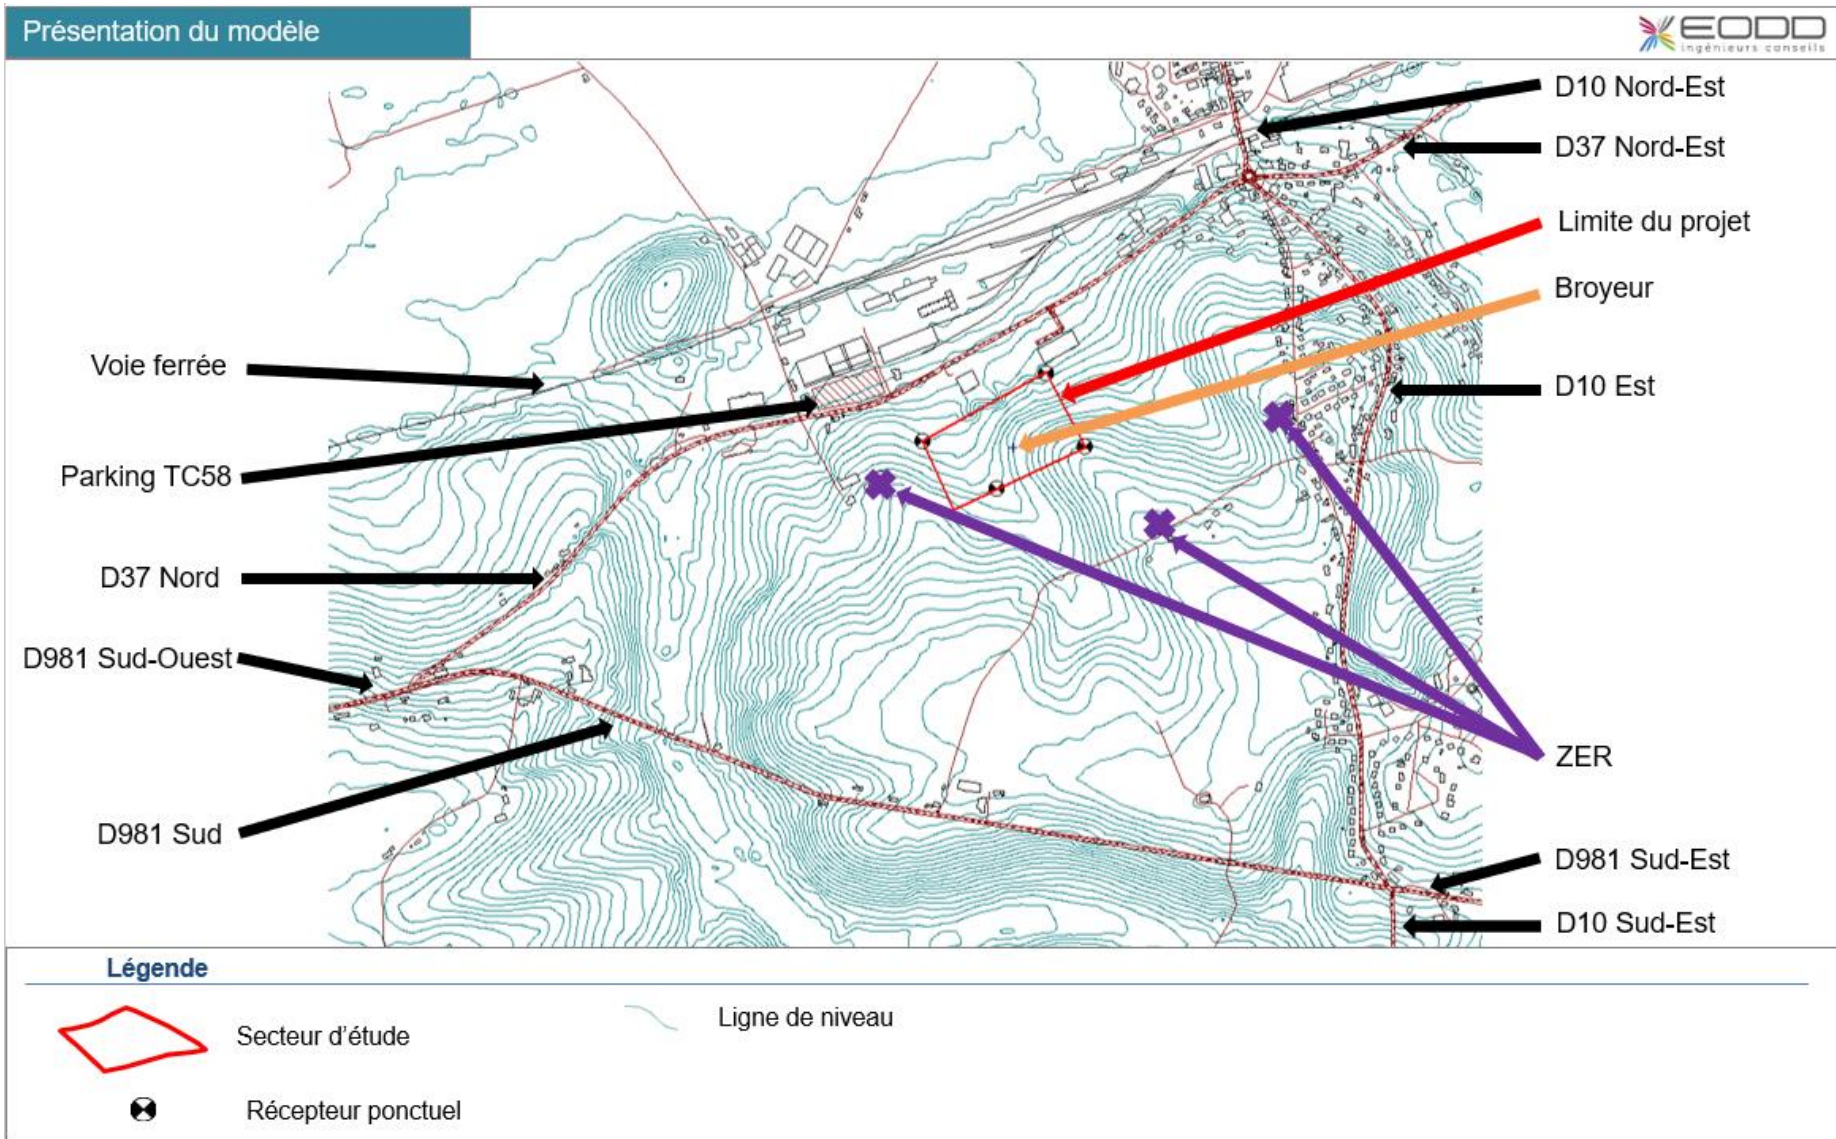 Présentation du modèle
EODD
ingénieurs conseils
D10 Nord-Est
D37 Nord-Est
Limite du projet
Broyeur
Voie ferrée
D10 Est
Parking TC58
D37 Nord
D981 Sud-Ouest
ZER
D981 Sud
D981 Sud-Est
D10 Sud-Est
Légende
Secteur d'étude
Ligne de niveau
Récepteur ponctuel